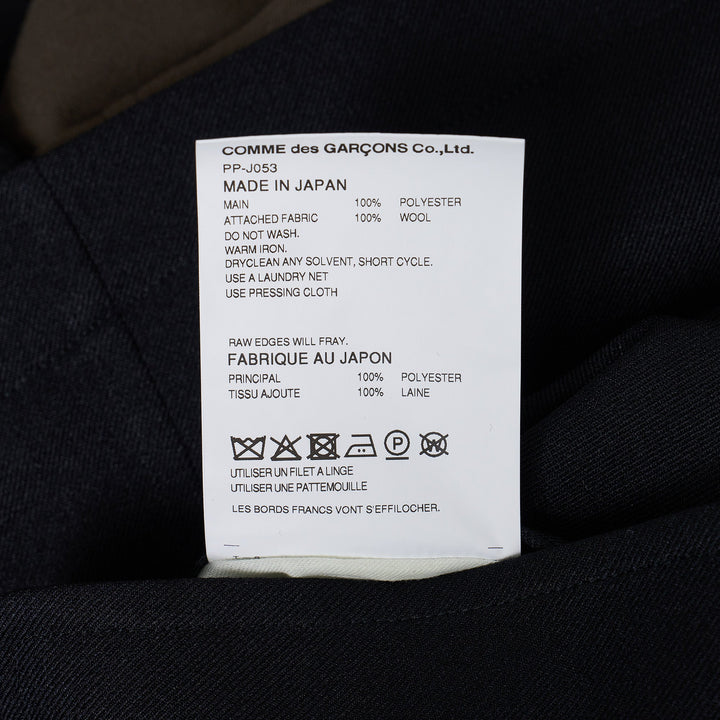 COMME des GARÇONS Co.,Ltd.
PP-J053
MADE IN JAPAN
MAIN 100% POLYESTER
ATTACHED FABRIC 100% WOOL
DO NOT WASH.
WARM IRON.
DRYCLEAN ANY SOLVENT, SHORT CYCLE.
USE A LAUNDRY NET
USE PRESSING CLOTH
RAW EDGES WILL FRAY.
FABRIQUE AU JAPON
PRINCIPAL 100% POLYESTER
TISSU AJOUTE 100% LAINE
P W
UTILISER UN FILET A LINGE
UTILISER UNE PATTEMOUILLE
LES BORDS FRANCS VONT S'EFFILOCHER.